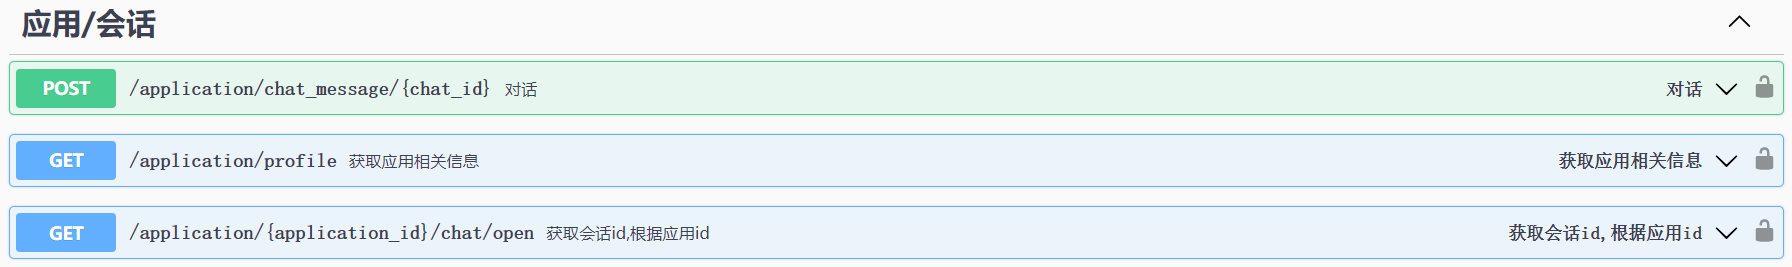 应用/会话
POST /application/chat_message/{chat_id} 对话 对话
GET /application/profile 获取应用相关信息 获取应用相关信息
GET /application/{application_id}/chat/open 获取会话id,根据应用id 获取会话id,根据应用id